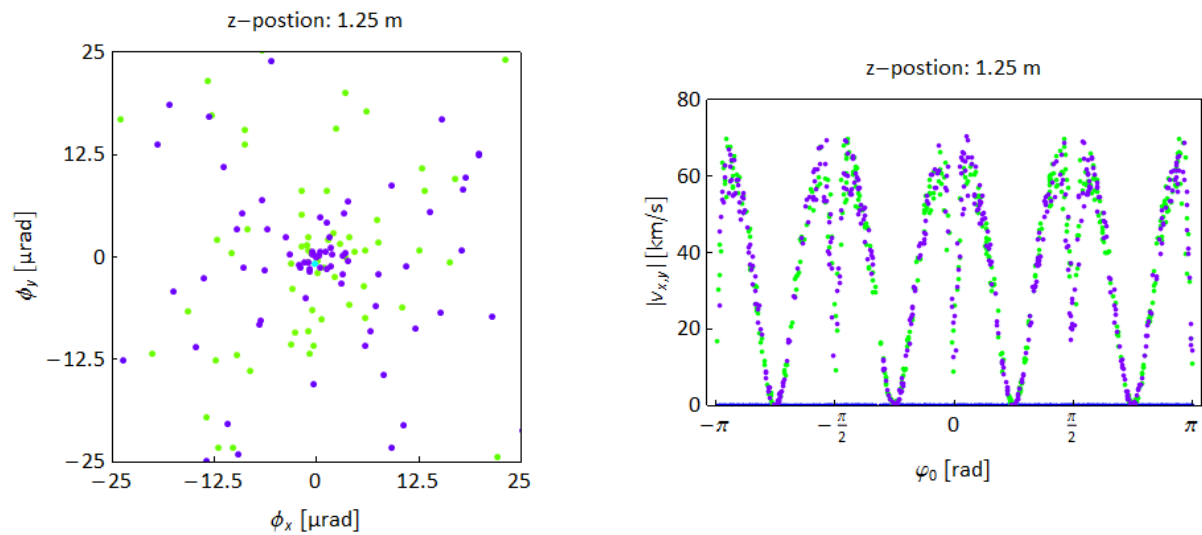 z−postion: 1.25 m
25
12.5
0
−12.5
−25
ϕy [µrad]
−25
−12.5
0
12.5
25
ϕx [µrad]
z−postion: 1.25 m
80
60
40
20
0
|vx,y| [km/s]
−π
−π/2
0
π/2
π
φ0 [rad]